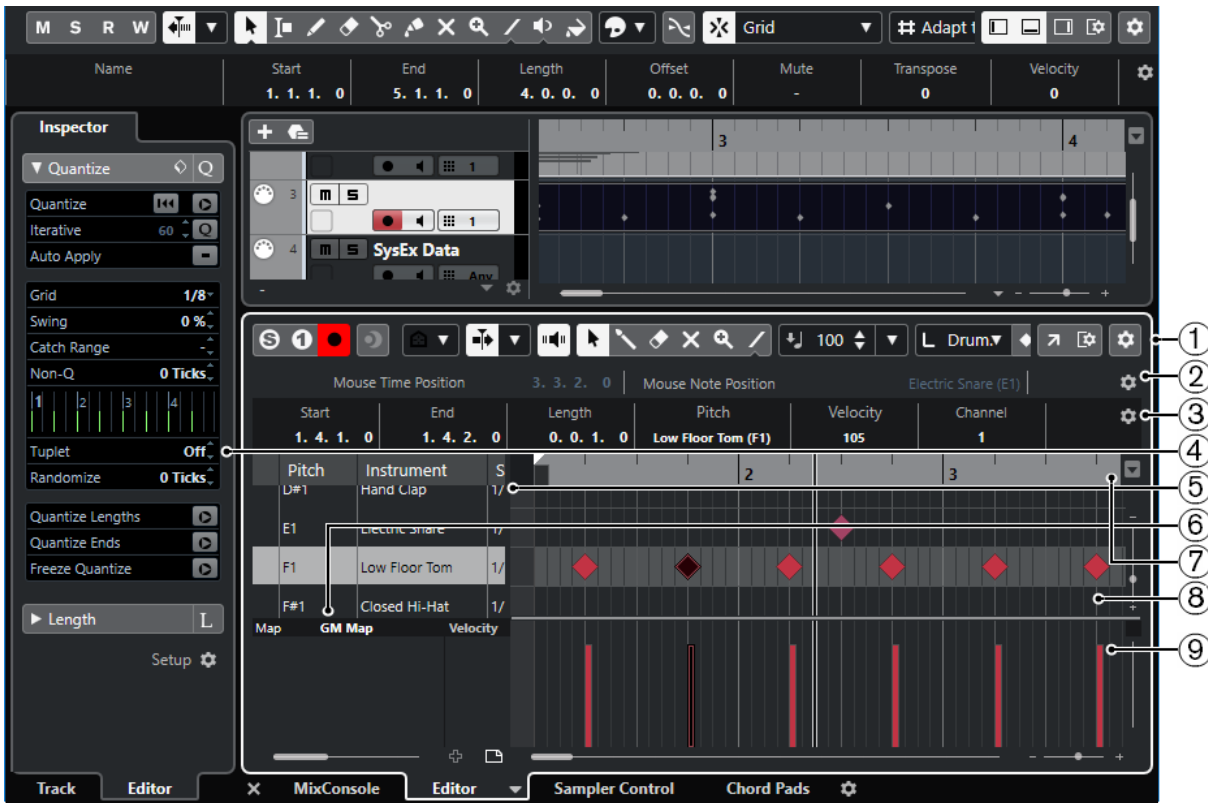 M S R W Grid Adapt t
Name Start End Length Offset Mute Transpose Velocity
1. 1. 1. 0 5. 1. 1. 0 4. 0. 0. 0 0. 0. 0. 0 - 0 0
Inspector
Quantize Q
Quantize
Iterative 60 Q
Auto Apply
Grid 1/8
Swing 0 %
Catch Range -
Non-Q 0 Ticks
1 2 3 4
Tuplet Off
Randomize 0 Ticks
Quantize Lengths
Quantize Ends
Freeze Quantize
Length L
Setup
3 4
1
3 m S
1
4 m S SysEx Data
Any
-
S 1 100 L Drum
Mouse Time Position 3. 3. 2. 0 Mouse Note Position Electric Snare (E1)
Start End Length Pitch Velocity Channel
1. 4. 1. 0 1. 4. 2. 0 0. 0. 1. 0 Low Floor Tom (F1) 105 1
Pitch Instrument S 2 3
D#1 Hand Clap 1/
E1 Electric Snare 1/
F1 Low Floor Tom 1/
F#1 Closed Hi-Hat 1/
Map GM Map Velocity
1
2
3
4
5
6
7
8
9
Track Editor MixConsole Editor Sampler Control Chord Pads